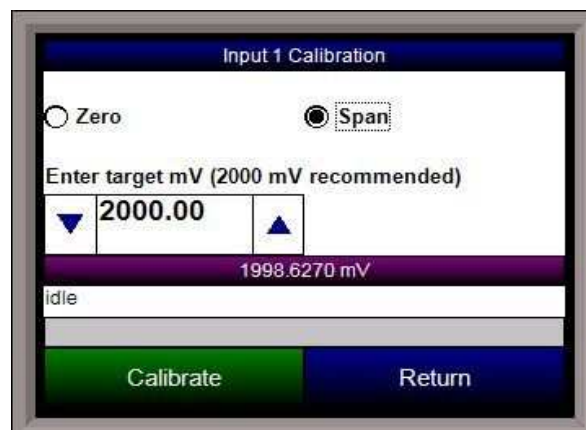 Input 1 Calibration
Zero Span
Enter target mV (2000 mV recommended)
2000.00
1998.6270 mV
idle
Calibrate Return